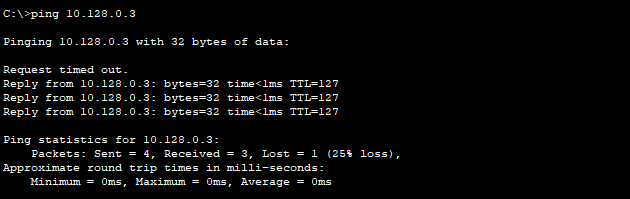 C:\>ping 10.128.0.3
Pinging 10.128.0.3 with 32 bytes of data:
Request timed out.
Reply from 10.128.0.3: bytes=32 time<1ms TTL=127
Reply from 10.128.0.3: bytes=32 time<1ms TTL=127
Reply from 10.128.0.3: bytes=32 time<1ms TTL=127
Ping statistics for 10.128.0.3:
    Packets: Sent = 4, Received = 3, Lost = 1 (25% loss),
Approximate round trip times in milli-seconds:
    Minimum = 0ms, Maximum = 0ms, Average = 0ms